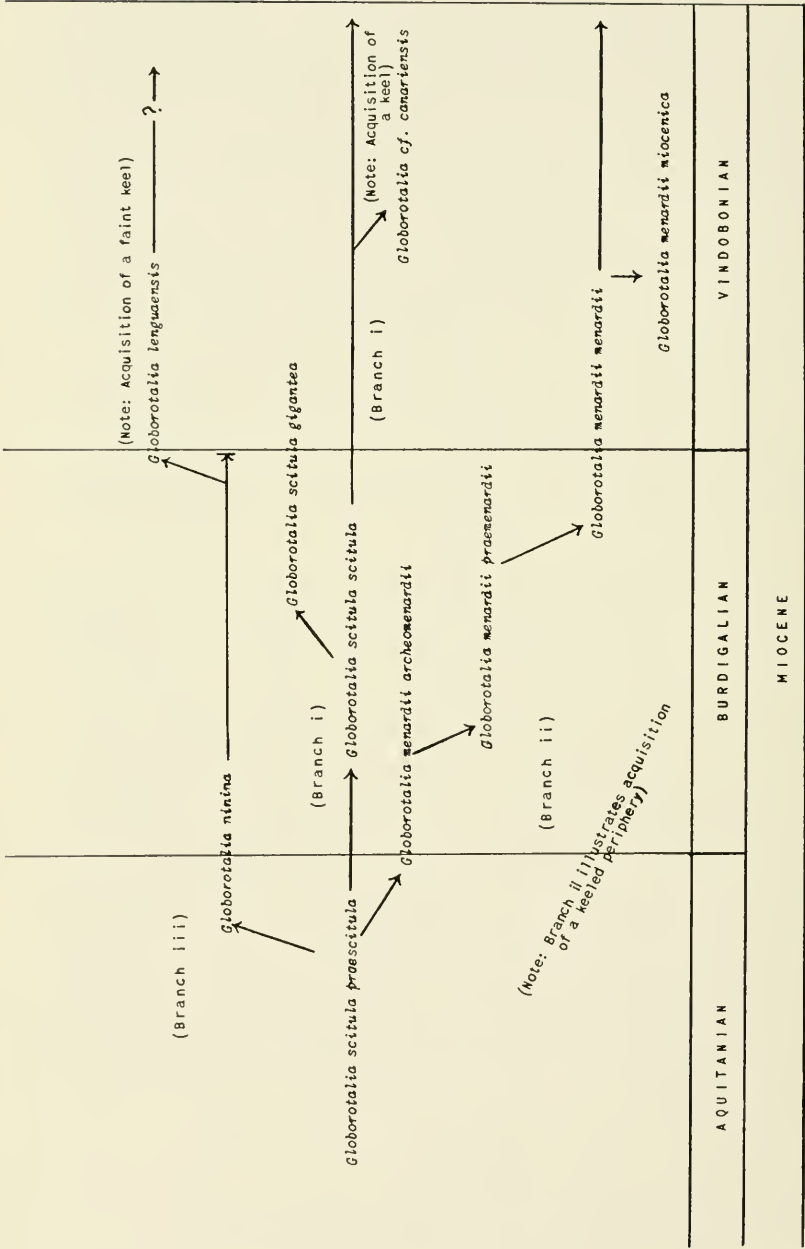 (Note: Acquisition of a faint keel)
Globorotalia lenguaensis ?
(Branch iii)
Globorotalia minima
Globorotalia scitula gigantea
(Branch i)
Globorotalia scitula praescitula Globorotalia scitula scitula
(Note: Acquisition of
a keel)
(Branch i)
Globorotalia cf. canariensis
Globorotalia menardii archeomenardii
Globorotalia menardii praemenardii
(Branch ii)
Globorotalia menardii menardii
(Note: Branch ii illustrates acquisition
of a keeled periphery)
Globorotalia menardii miocenica
AQUITANIAN BURDIGALIAN VINDOBONIAN
MIOCENE